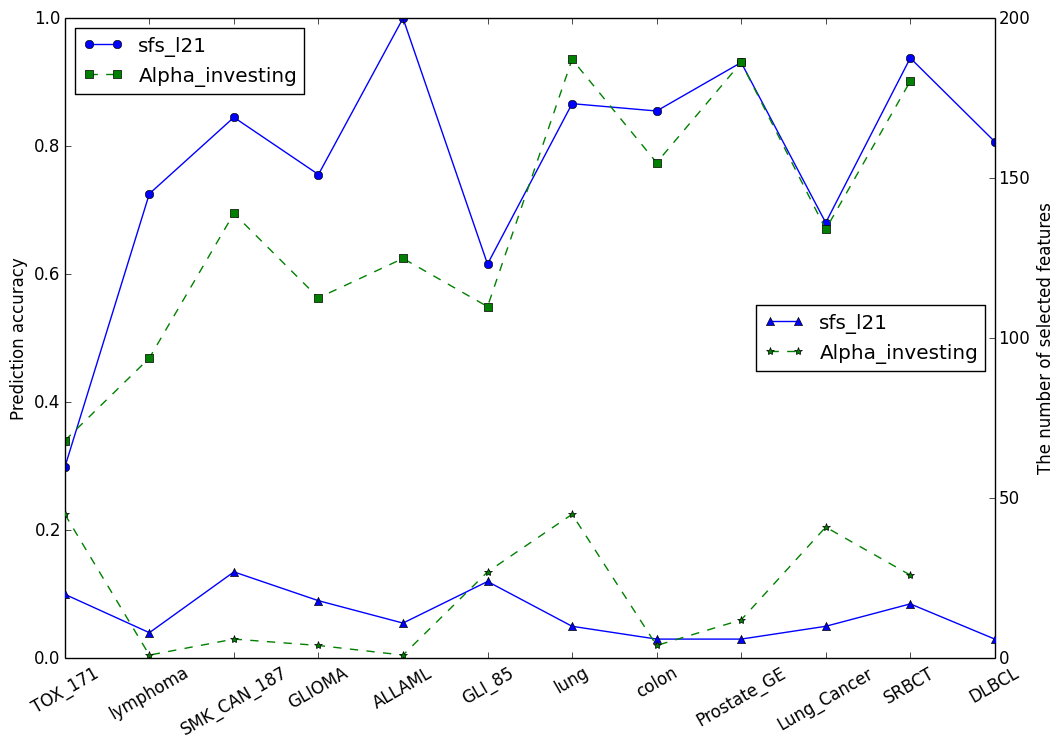 1.0
0.8
0.6
0.4
0.2
0.0
Prediction accuracy
sfs_l21
Alpha_investing
200
150
100
50
0
The number of selected features
sfs_l21
Alpha_investing
TOX_171
lymphoma
SMK_CAN_187
GLIOMA
ALLAML
GLI_85
lung
colon
Prostate_GE
Lung_Cancer
SRBCT
DLBCL